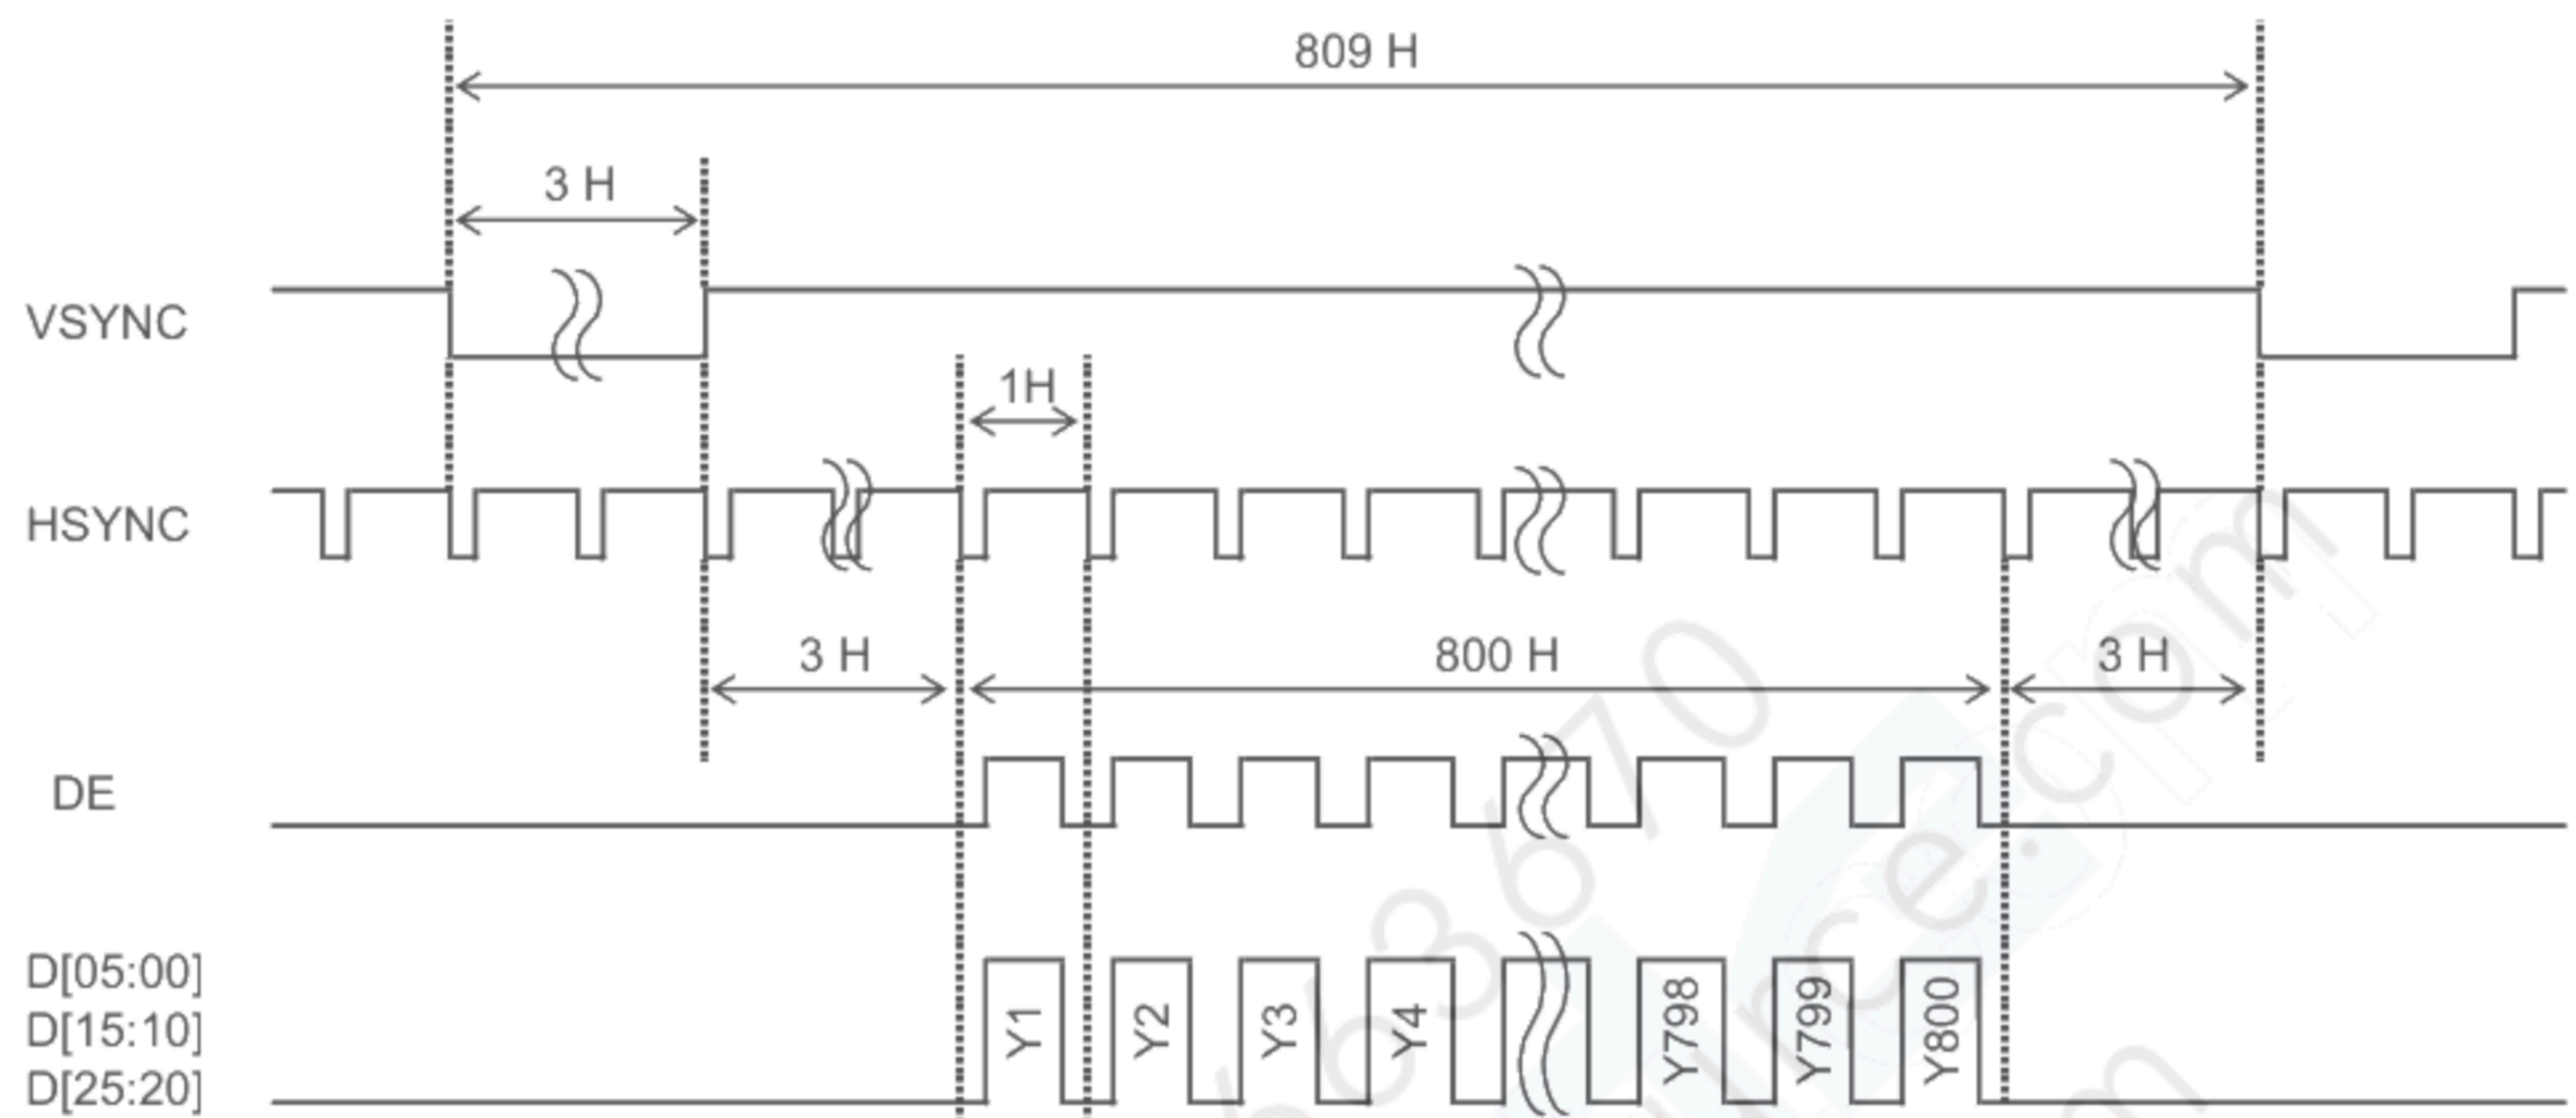 809 H
3 H
VSYNC
1H
HSYNC
3 H
800 H
3 H
DE
D[05:00]
D[15:10]
D[25:20]
Y1
Y2
Y3
Y4
Y798
Y799
Y800